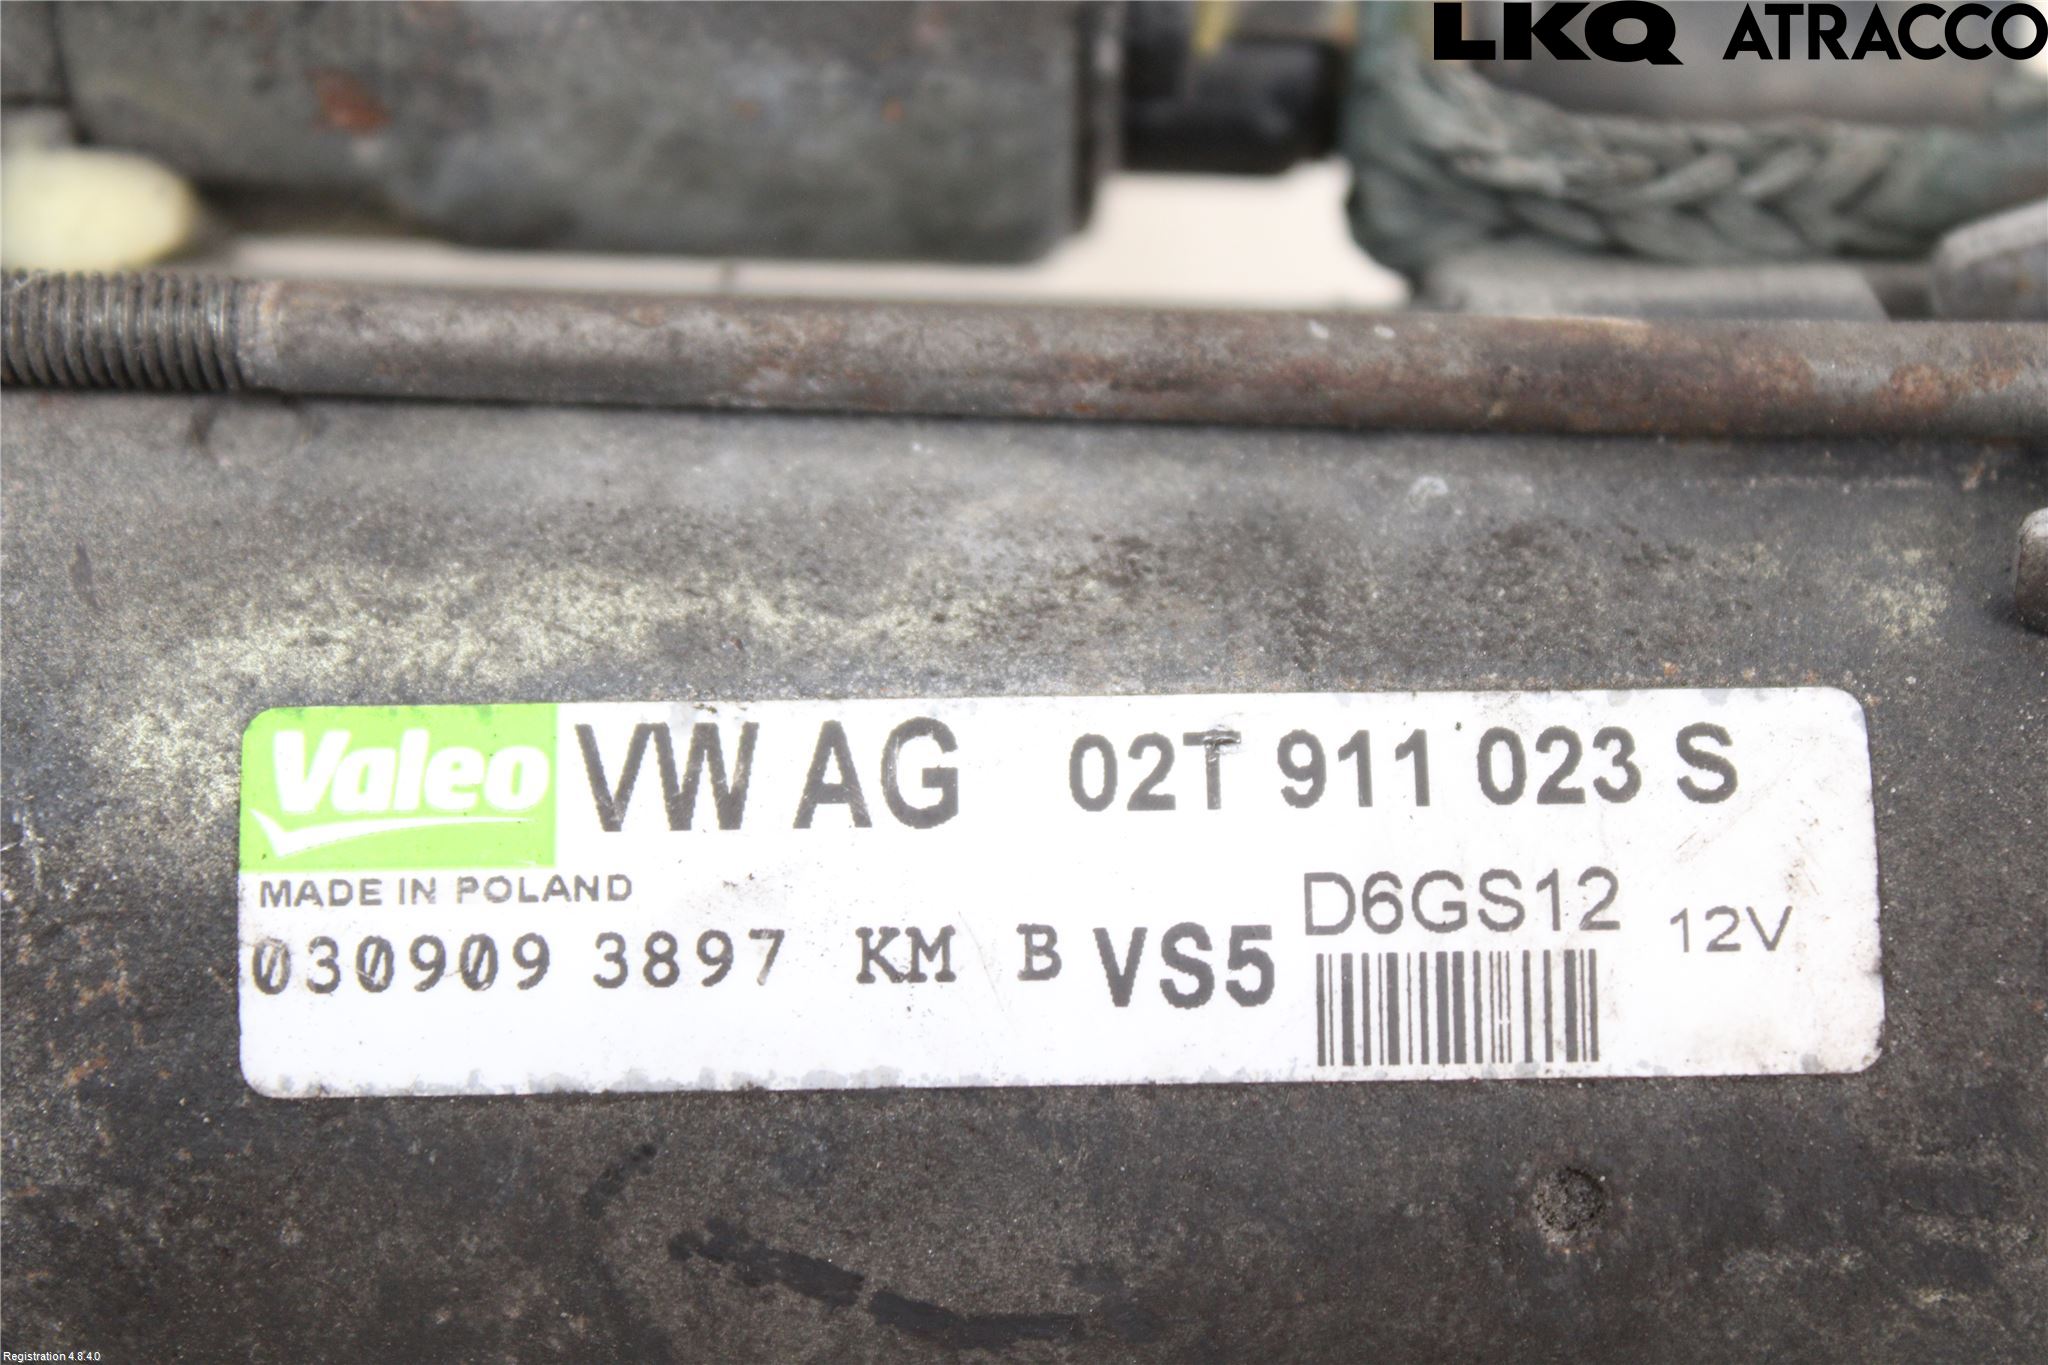 LKQ ATRACCO
Valeo VW AG 02T 911 023 S
MADE IN POLAND D6GS12 12V
030909 3897 KM B VS5
Registration 4.8.4.0